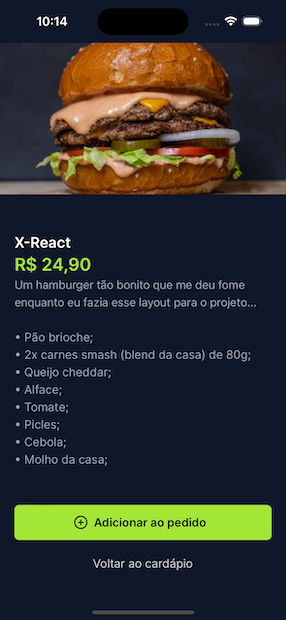 10:14
X-React
R$ 24,90
Um hamburger tão bonito que me deu fome
enquanto eu fazia esse layout para o projeto...
• Pão brioche;
• 2x carnes smash (blend da casa) de 80g;
• Queijo cheddar;
• Alface;
• Tomate;
• Picles;
• Cebola;
• Molho da casa;
Adicionar ao pedido
Voltar ao cardápio